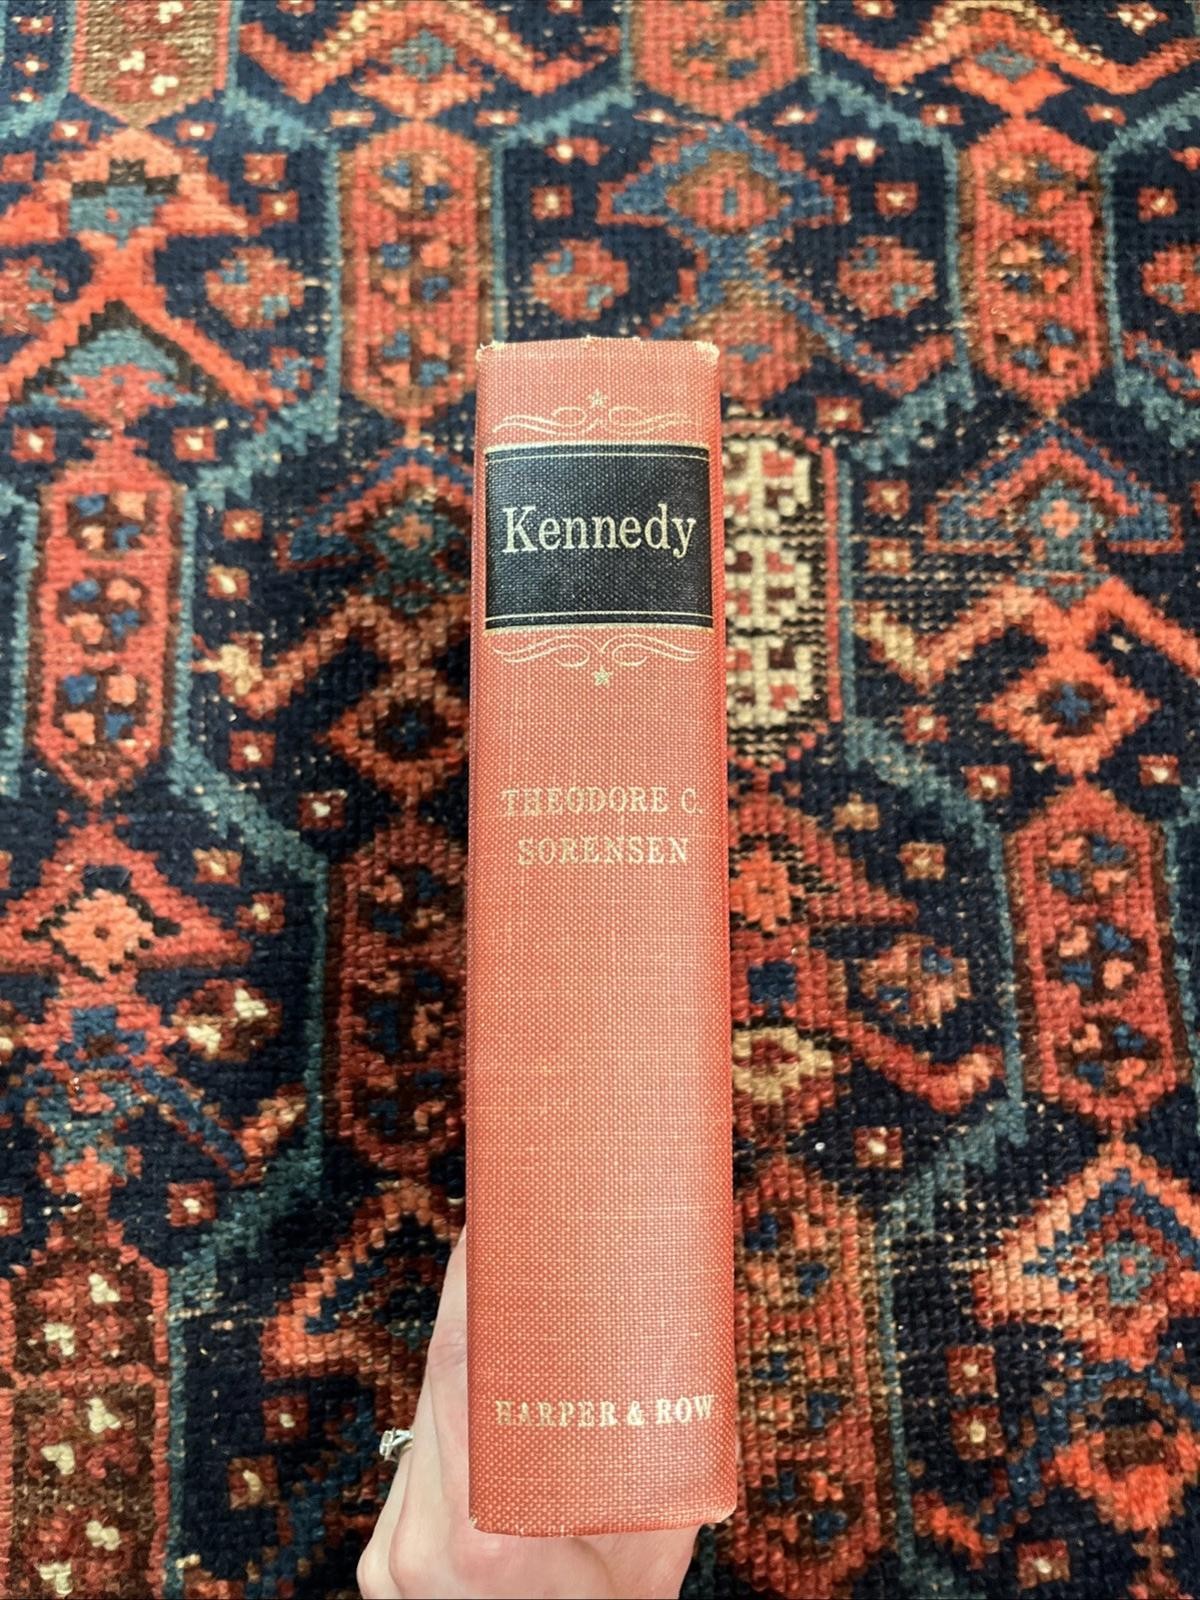 Kennedy
THEODORE C.
SORENSEN
HARPER & ROW